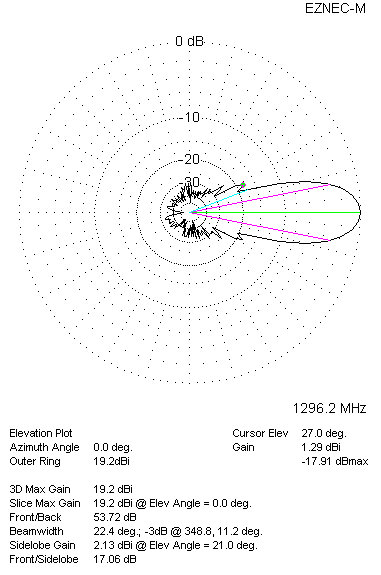 EZNEC-M
0 dB
-10
-20
-30
1296.2 MHz
Elevation Plot Cursor Elev 27.0 deg.
Azimuth Angle 0.0 deg. Gain 1.29 dBi
Outer Ring 19.2dBi -17.91 dBmax
3D Max Gain 19.2 dBi
Slice Max Gain 19.2 dBi @ Elev Angle = 0.0 deg.
Front/Back 53.72 dB
Beamwidth 22.4 deg.; -3dB @ 348.8, 11.2 deg.
Sidelobe Gain 2.13 dBi @ Elev Angle = 21.0 deg.
Front/Sidelobe 17.06 dB